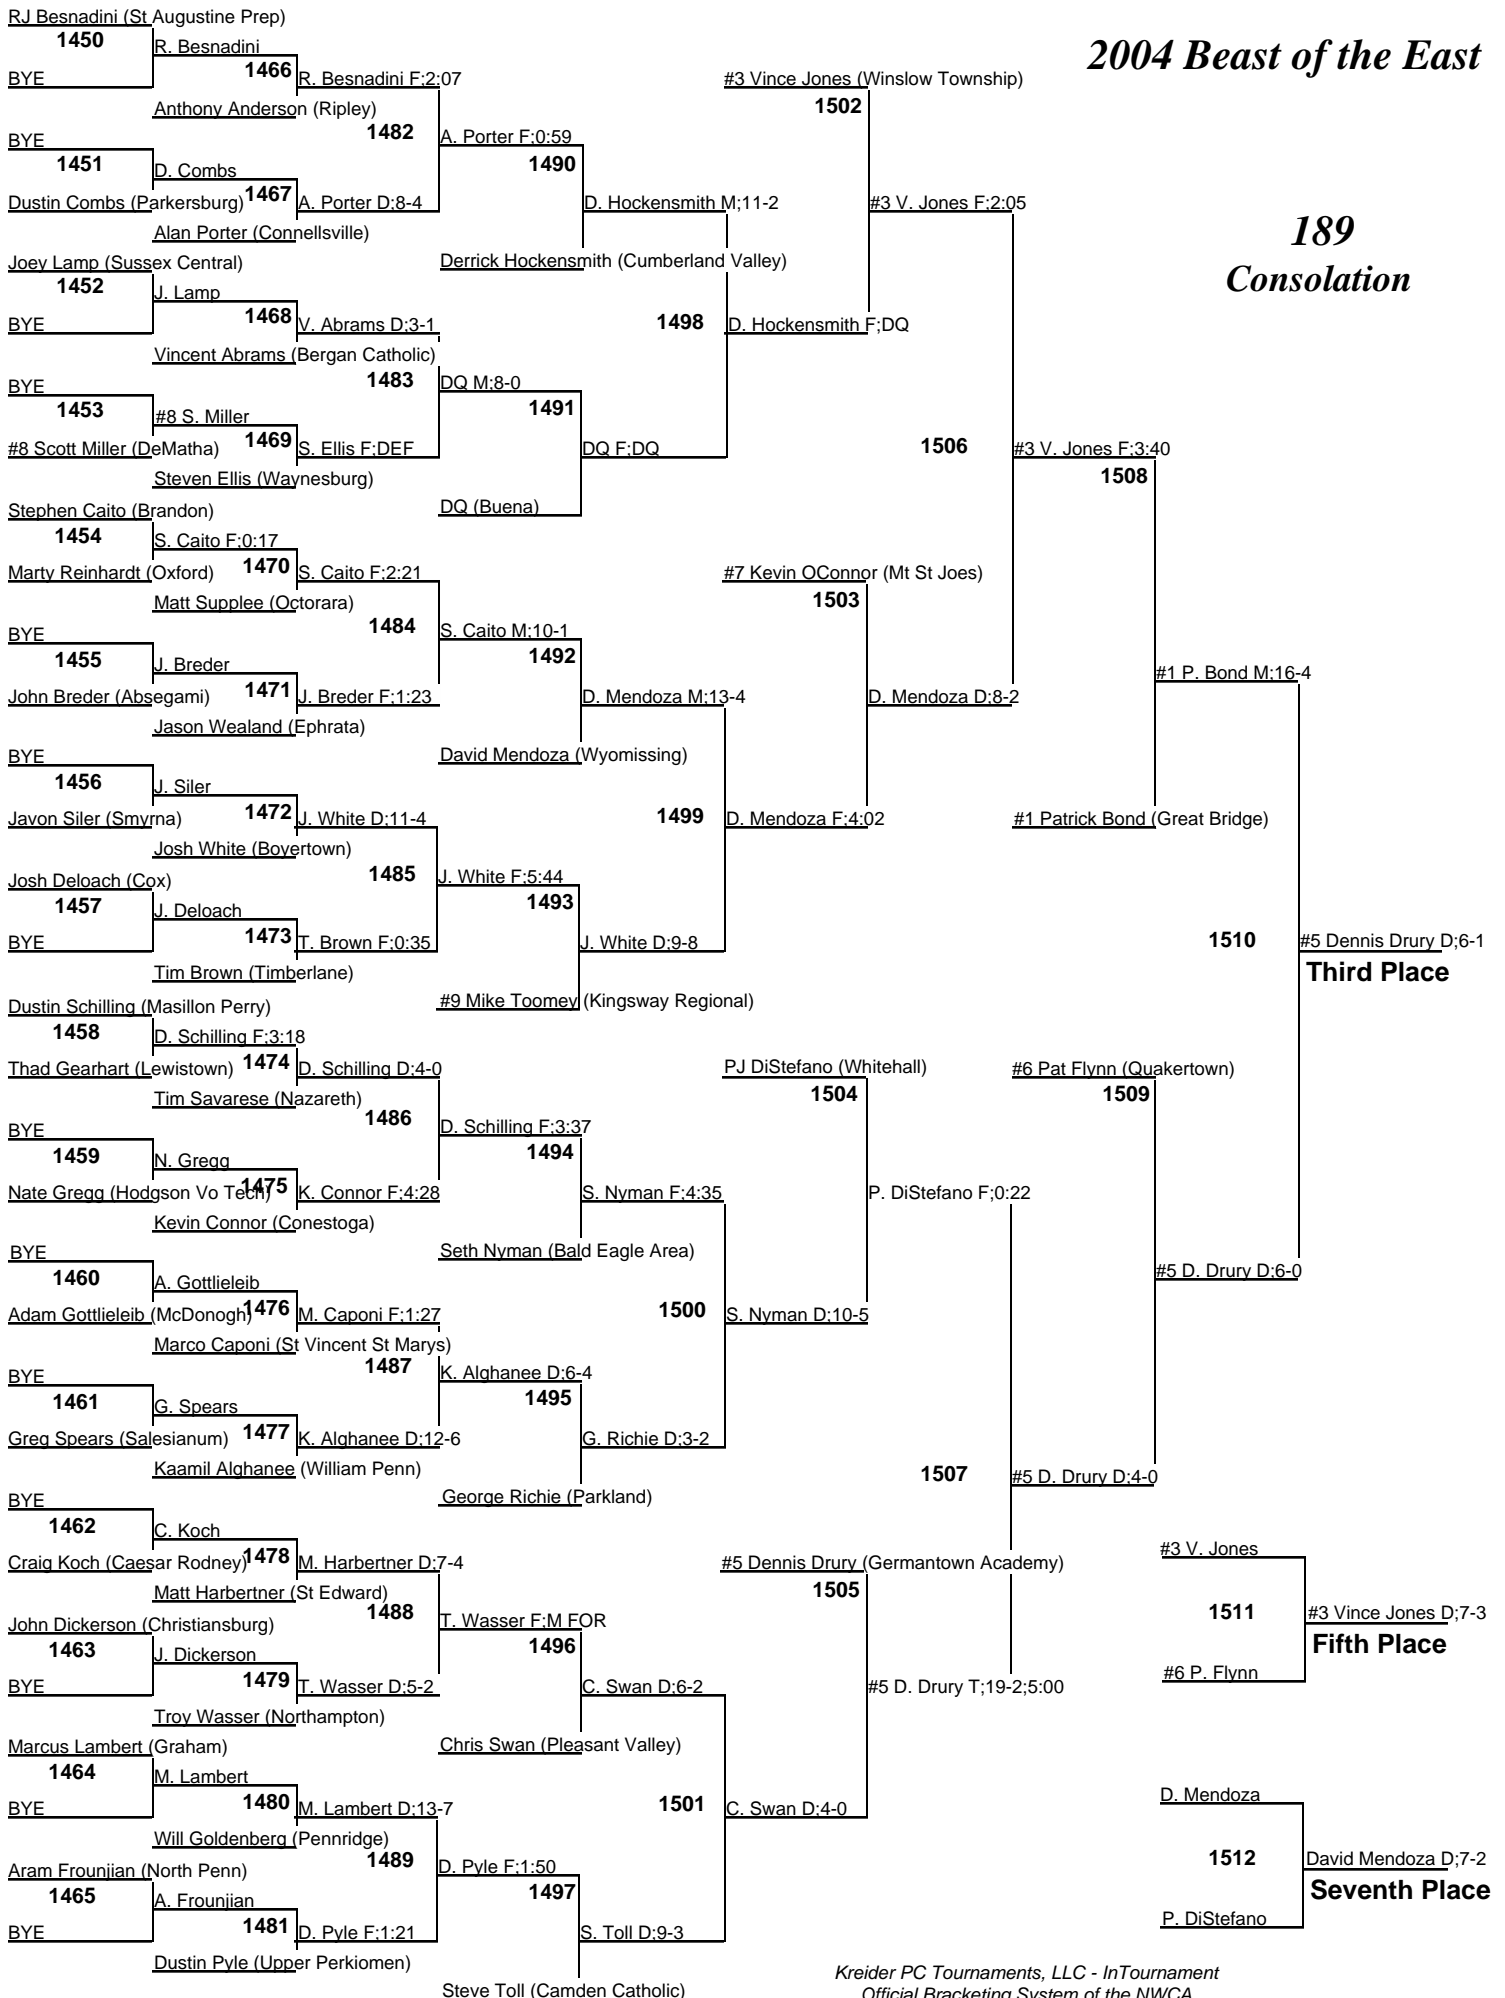 RJ Besnadini (St Augustine Prep)
1450
R. Besnadini
BYE
1466
R. Besnadini F;2:07
Anthony Anderson (Ripley)
1482
A. Porter F;0:59
BYE
1451
D. Combs
Dustin Combs (Parkersburg)
1467
A. Porter D;8-4
Alan Porter (Connellsville)
1490
D. Hockensmith M;11-2
Derrick Hockensmith (Cumberland Valley)
Joey Lamp (Sussex Central)
1452
J. Lamp
BYE
1468
V. Abrams D;3-1
Vincent Abrams (Bergan Catholic)
1483
DQ M;8-0
BYE
1453
#8 S. Miller
#8 Scott Miller (DeMatha)
1469
S. Ellis F;DEF
Steven Ellis (Waynesburg)
1491
DQ F;DQ
DQ (Buena)
1498
D. Hockensmith F;DQ
Stephen Caito (Brandon)
1454
S. Caito F;0:17
Marty Reinhardt (Oxford)
1470
S. Caito F;2:21
Matt Supplee (Octorara)
1484
S. Caito M;10-1
BYE
1455
J. Breder
John Breder (Absegami)
1471
J. Breder F;1:23
Jason Wealand (Ephrata)
1492
D. Mendoza M;13-4
David Mendoza (Wyomissing)
BYE
1456
J. Siler
Javon Siler (Smyrna)
1472
J. White D;11-4
Josh White (Boyertown)
1485
J. White F;5:44
Josh Deloach (Cox)
1457
J. Deloach
BYE
1473
T. Brown F;0:35
Tim Brown (Timberlane)
1493
J. White D;9-8
#9 Mike Toomey (Kingsway Regional)
1499
D. Mendoza F;4:02
Dustin Schilling (Masillon Perry)
1458
D. Schilling F;3:18
Thad Gearhart (Lewistown)
1474
D. Schilling D;4-0
Tim Savarese (Nazareth)
1486
D. Schilling F;3:37
BYE
1459
N. Gregg
Nate Gregg (Hodgson Vo Tech)
1475
K. Connor F;4:28
Kevin Connor (Conestoga)
1494
S. Nyman F;4:35
Seth Nyman (Bald Eagle Area)
BYE
1460
A. Gottlieleib
Adam Gottlieleib (McDonogh)
1476
M. Caponi F;1:27
Marco Caponi (St Vincent St Marys)
1487
K. Alghanee D;6-4
BYE
1461
G. Spears
Greg Spears (Salesianum)
1477
K. Alghanee D;12-6
Kaamil Alghanee (William Penn)
1495
G. Richie D;3-2
George Richie (Parkland)
1500
S. Nyman D;10-5
BYE
1462
C. Koch
Craig Koch (Caesar Rodney)
1478
M. Harbertner D;7-4
Matt Harbertner (St Edward)
1488
T. Wasser F;M FOR
John Dickerson (Christiansburg)
1463
J. Dickerson
BYE
1479
T. Wasser D;5-2
Troy Wasser (Northampton)
1496
C. Swan D;6-2
Chris Swan (Pleasant Valley)
Marcus Lambert (Graham)
1464
M. Lambert
BYE
1480
M. Lambert D;13-7
Will Goldenberg (Pennridge)
1489
D. Pyle F;1:50
Aram Frounjian (North Penn)
1465
A. Frounjian
BYE
1481
D. Pyle F;1:21
Dustin Pyle (Upper Perkiomen)
1497
S. Toll D;9-3
Steve Toll (Camden Catholic)
1501
C. Swan D;4-0
#3 Vince Jones (Winslow Township)
1502
#3 V. Jones F;2:05
#7 Kevin OConnor (Mt St Joes)
1503
D. Mendoza D;8-2
1506
#3 V. Jones F;3:40
1508
#1 P. Bond M;16-4
#1 Patrick Bond (Great Bridge)
PJ DiStefano (Whitehall)
1504
P. DiStefano F;0:22
#5 Dennis Drury (Germantown Academy)
1505
#5 D. Drury T;19-2;5:00
1507
#5 D. Drury D;4-0
#6 Pat Flynn (Quakertown)
1509
#5 D. Drury D;6-0
1510
#5 Dennis Drury D;6-1
Third Place
#3 V. Jones
1511
#3 Vince Jones D;7-3
Fifth Place
#6 P. Flynn
D. Mendoza
1512
David Mendoza D;7-2
Seventh Place
P. DiStefano
2004 Beast of the East
189
Consolation
Kreider PC Tournaments, LLC - InTournament
Official Bracketing System of the NWCA